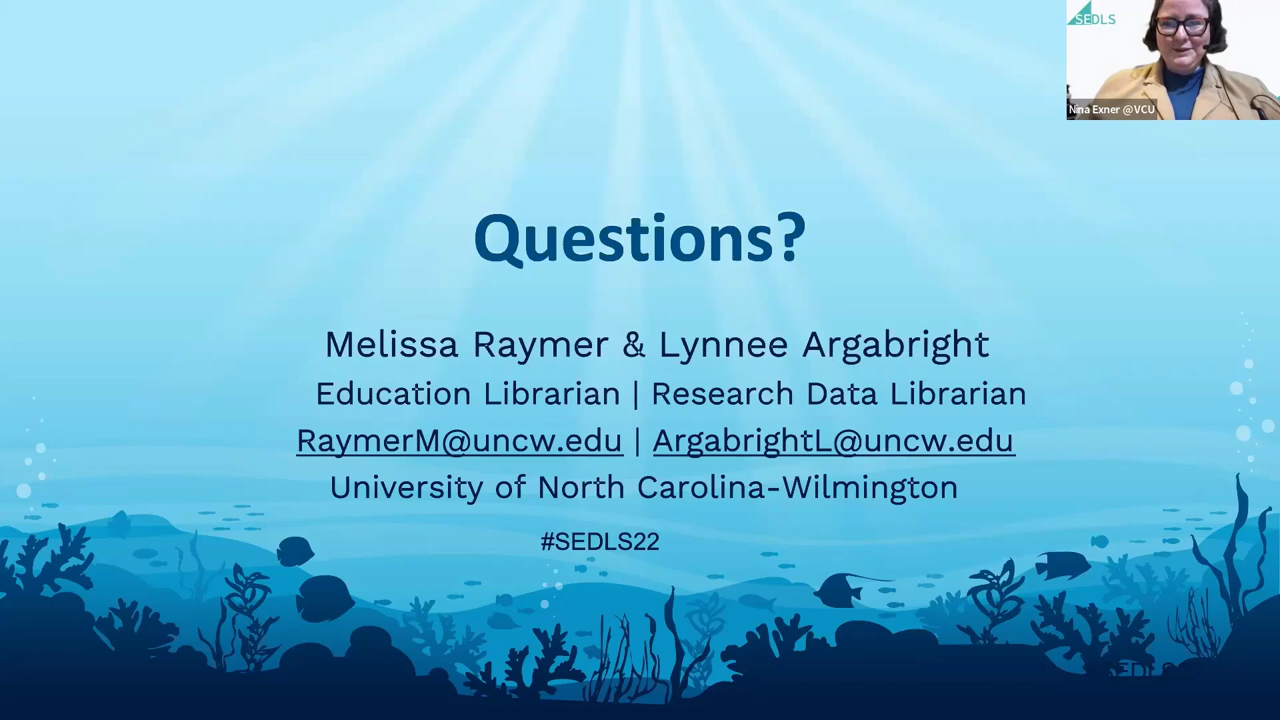 SEDLS
Nina Exner @VCU
Questions?
Melissa Raymer & Lynnee Argabright
Education Librarian | Research Data Librarian
RaymerM@uncw.edu | ArgabrightL@uncw.edu
University of North Carolina-Wilmington
#SEDLS22
SEDLS